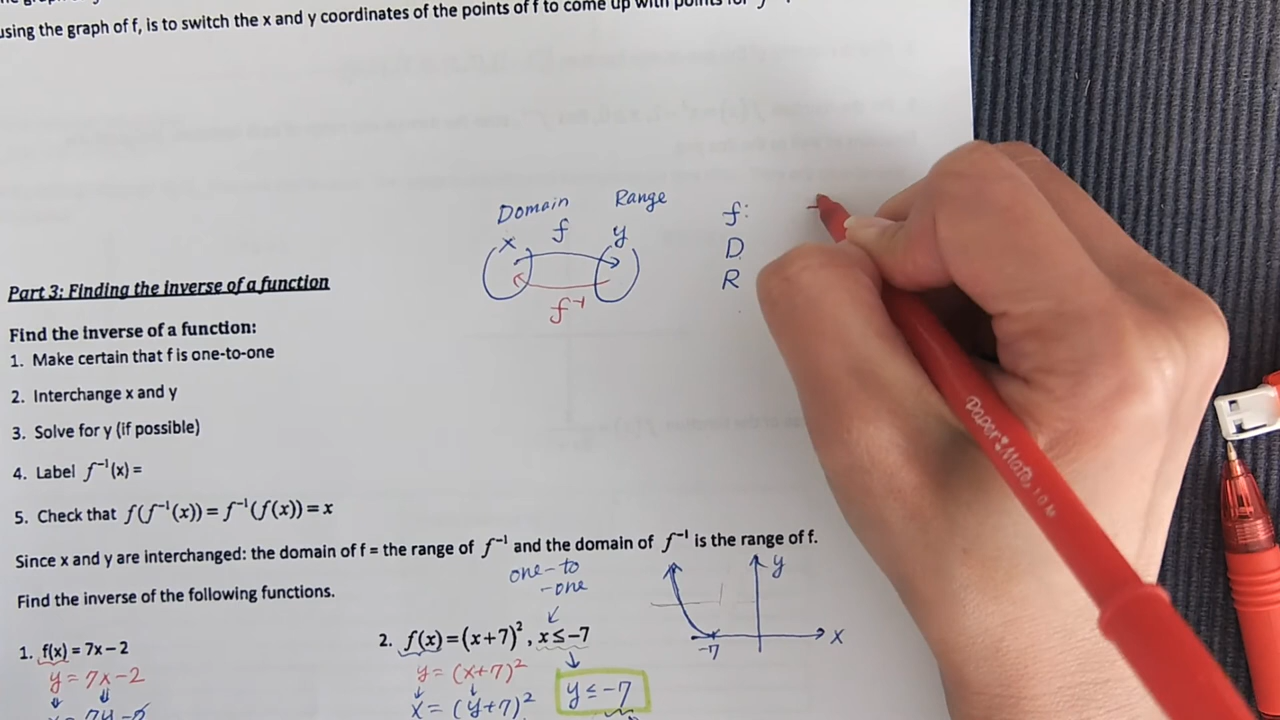 using the graph of f, is to switch the x and y coordinates of the points of f to come up with points for
Domain Range
f
x y
f⁻¹
f:
D
R
Part 3: Finding the inverse of a function
Find the inverse of a function:
1. Make certain that f is one-to-one
2. Interchange x and y
3. Solve for y (if possible)
4. Label f⁻¹(x) =
5. Check that f(f⁻¹(x)) = f⁻¹(f(x)) = x
Since x and y are interchanged: the domain of f = the range of f⁻¹ and the domain of f⁻¹ is the range of f.
one-to
-one
Find the inverse of the following functions.
1. f(x) = 7x – 2
y = 7x - 2
2. f(x) = (x+7)², x ≤ -7
y = (x+7)²
x = (y+7)²
y ≤ -7
y
x
-7
Paper Mate 1.0 M